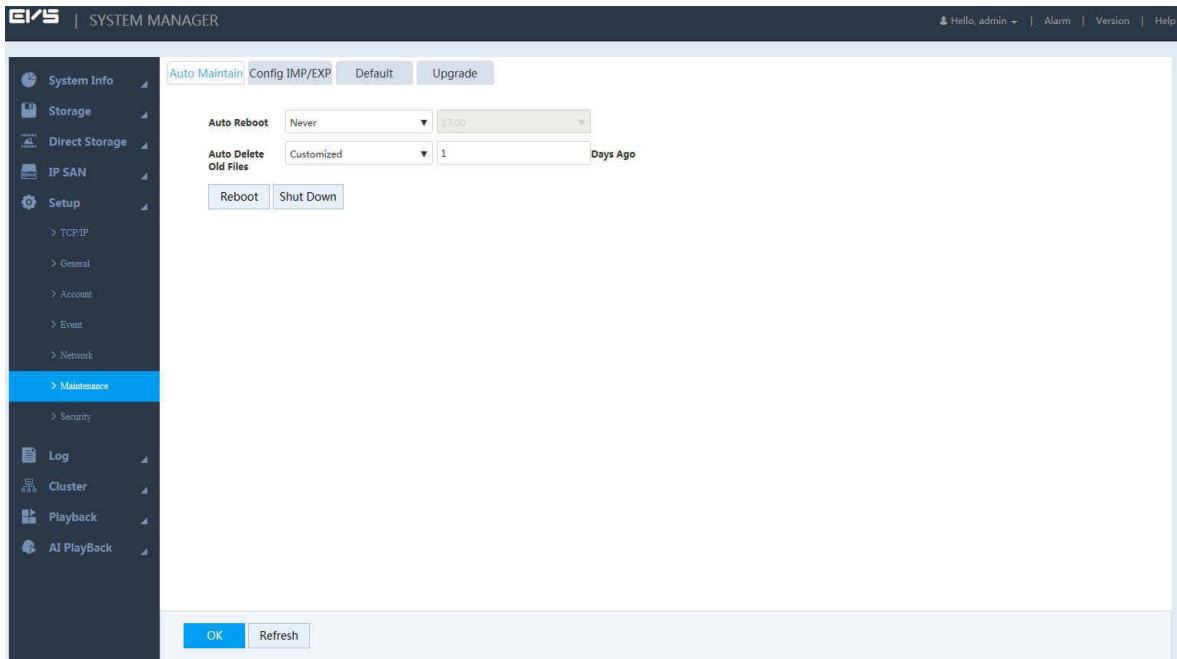 EVS | SYSTEM MANAGER
Hello, admin | Alarm | Version | Help
System Info
Storage
Direct Storage
IP SAN
Setup
> TCP/IP
> General
> Account
> Event
> Network
> Maintenance
> Security
Log
Cluster
Playback
AI PlayBack
Auto Maintain Config IMP/EXP Default Upgrade
Auto Reboot Never 17:00
Auto Delete Customized 1 Days Ago
Old Files
Reboot Shut Down
OK Refresh